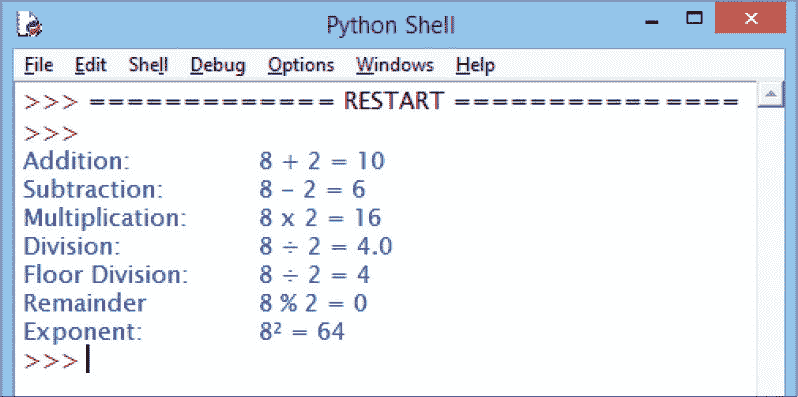 Python Shell
File Edit Shell Debug Options Windows Help
>>> ============= RESTART ===============
>>>
Addition: 8 + 2 = 10
Subtraction: 8 - 2 = 6
Multiplication: 8 x 2 = 16
Division: 8 ÷ 2 = 4.0
Floor Division: 8 ÷ 2 = 4
Remainder 8 % 2 = 0
Exponent: 8² = 64
>>>